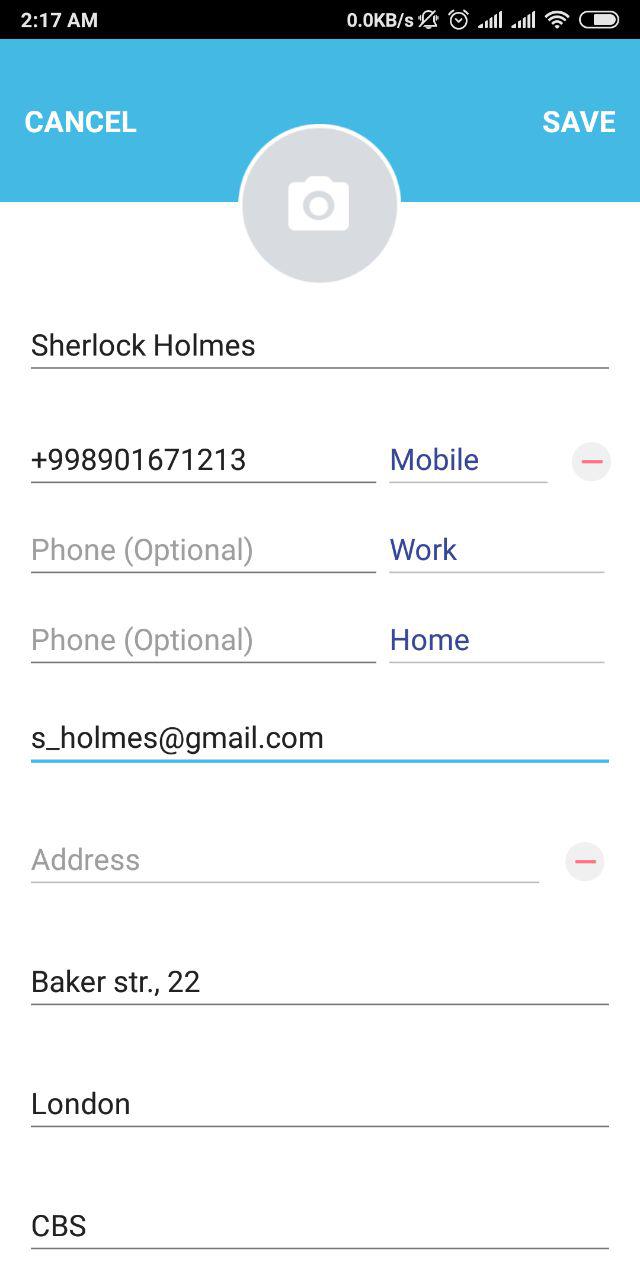 2:17 AM 0.0KB/s
CANCEL SAVE
Sherlock Holmes
+998901671213 Mobile
Phone (Optional) Work
Phone (Optional) Home
s_holmes@gmail.com
Address
Baker str., 22
London
CBS